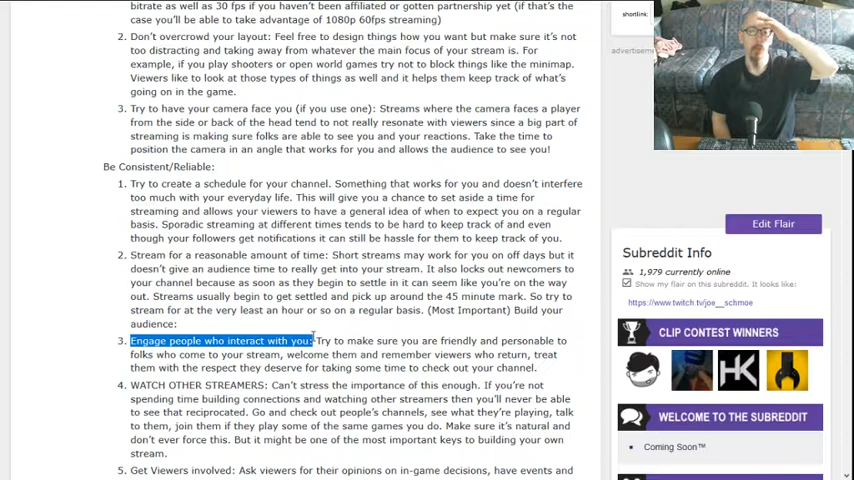 bitrate as well as 30 fps if you haven't been affiliated or gotten partnership yet (if that's the
case you'll be able to take advantage of 1080p 60fps streaming)
2. Don't overcrowd your layout: Feel free to design things how you want but make sure it's not
too distracting and taking away from whatever the main focus of your stream is. For
example, if you play shooters or open world games try not to block things like the minimap.
Viewers like to look at those types of things as well and it helps them keep track of what's
going on in the game.
3. Try to have your camera face you (if you use one): Streams where the camera faces a player
from the side or back of the head tend to not really resonate with viewers since a big part of
streaming is making sure folks are able to see you and your reactions. Take the time to
position the camera in an angle that works for you and allows the audience to see you!
Be Consistent/Reliable:
1. Try to create a schedule for your channel. Something that works for you and doesn't interfere
too much with your everyday life. This will give you a chance to set aside a time for
streaming and allows your viewers to have a general idea of when to expect you on a regular
basis. Sporadic streaming at different times tends to be hard to keep track of and even
though your followers get notifications it can still be hassle for them to keep track of you.
2. Stream for a reasonable amount of time: Short streams may work for you on off days but it
doesn't give an audience time to really get into your stream. It also locks out newcomers to
your channel because as soon as they begin to settle in it can seem like you're on the way
out. Streams usually begin to get settled and pick up around the 45 minute mark. So try to
stream for at the very least an hour or so on a regular basis. (Most Important) Build your
audience:
3. Engage people who interact with you: Try to make sure you are friendly and personable to
folks who come to your stream, welcome them and remember viewers who return, treat
them with the respect they deserve for taking some time to check out your channel.
4. WATCH OTHER STREAMERS: Can't stress the importance of this enough. If you're not
spending time building connections and watching other streamers then you'll never be able
to see that reciprocated. Go and check out people's channels, see what they're playing, talk
to them, join them if they play some of the same games you do. Make sure it's natural and
don't ever force this. But it might be one of the most important keys to building your own
stream.
5. Get Viewers involved: Ask viewers for their opinions on in-game decisions, have events and
shortlink:
advertisement
Edit Flair
Subreddit Info
1,979 currently online
Show my flair on this subreddit. It looks like:
https://www.twitch.tv/joe__schmoe
CLIP CONTEST WINNERS
HK
WELCOME TO THE SUBREDDIT
Coming Soon™